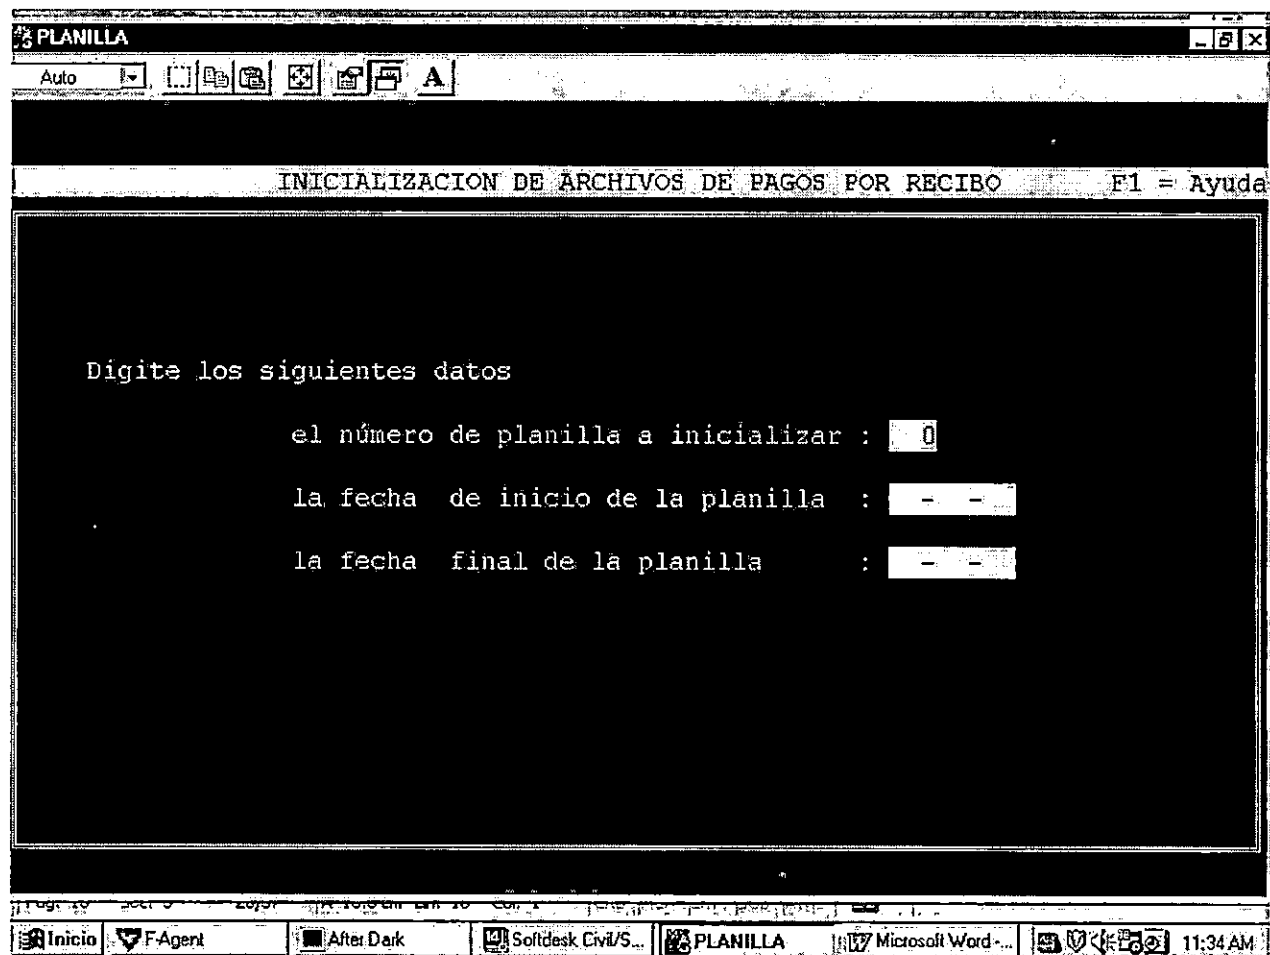 PLANILLA
Auto A
INICIALIZACION DE ARCHIVOS DE PAGOS POR RECIBO F1 = Ayuda
Digite los siguientes datos
el número de planilla a inicializar : 0
la fecha de inicio de la planilla : - -
la fecha final de la planilla : - -
Inicio F-Agent After Dark Softdesk Civil/S... PLANILLA Microsoft Word -... 11:34 AM